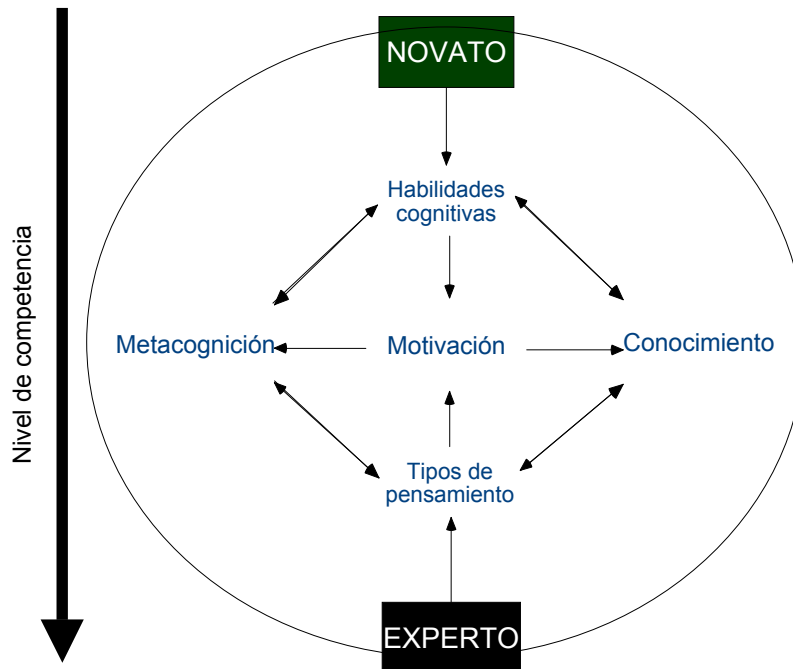 NOVATO
Habilidades
cognitivas
Nivel de competencia
Metacognición
Motivación
Conocimiento
Tipos de
pensamiento
EXPERTO